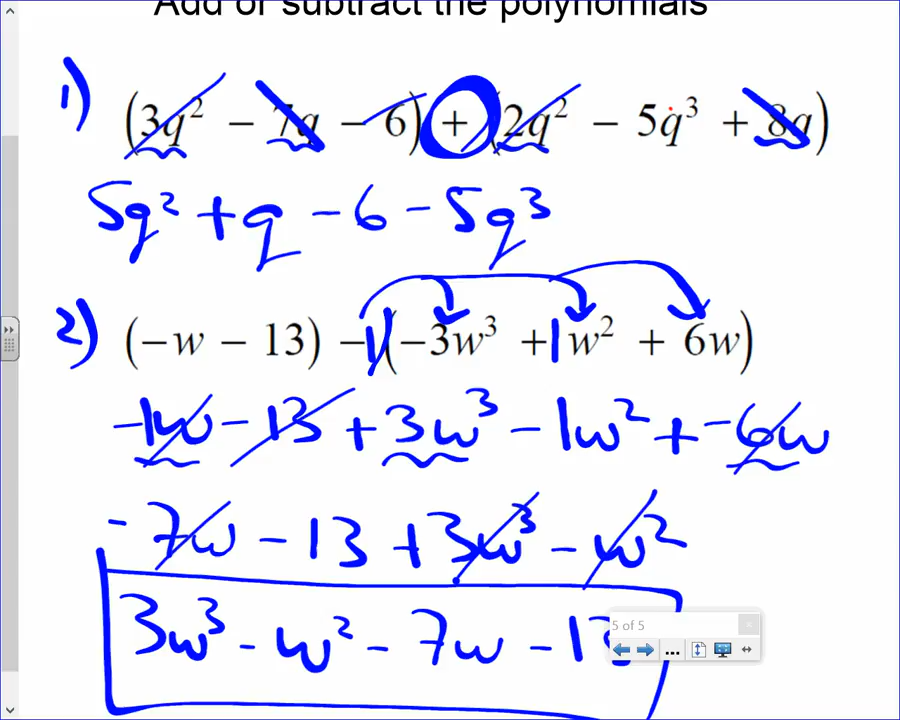 Add or subtract the polynomials
1) (3q² − 7q − 6) + (2q² − 5q³ + 8q)
5q² + q − 6 − 5q³
2) (−w − 13) − 1(−3w³ + 1w² + 6w)
−1w − 13 + 3w³ − 1w² + −6w
−7w − 13 + 3w³ − w²
3w³ − w² − 7w − 13
5 of 5